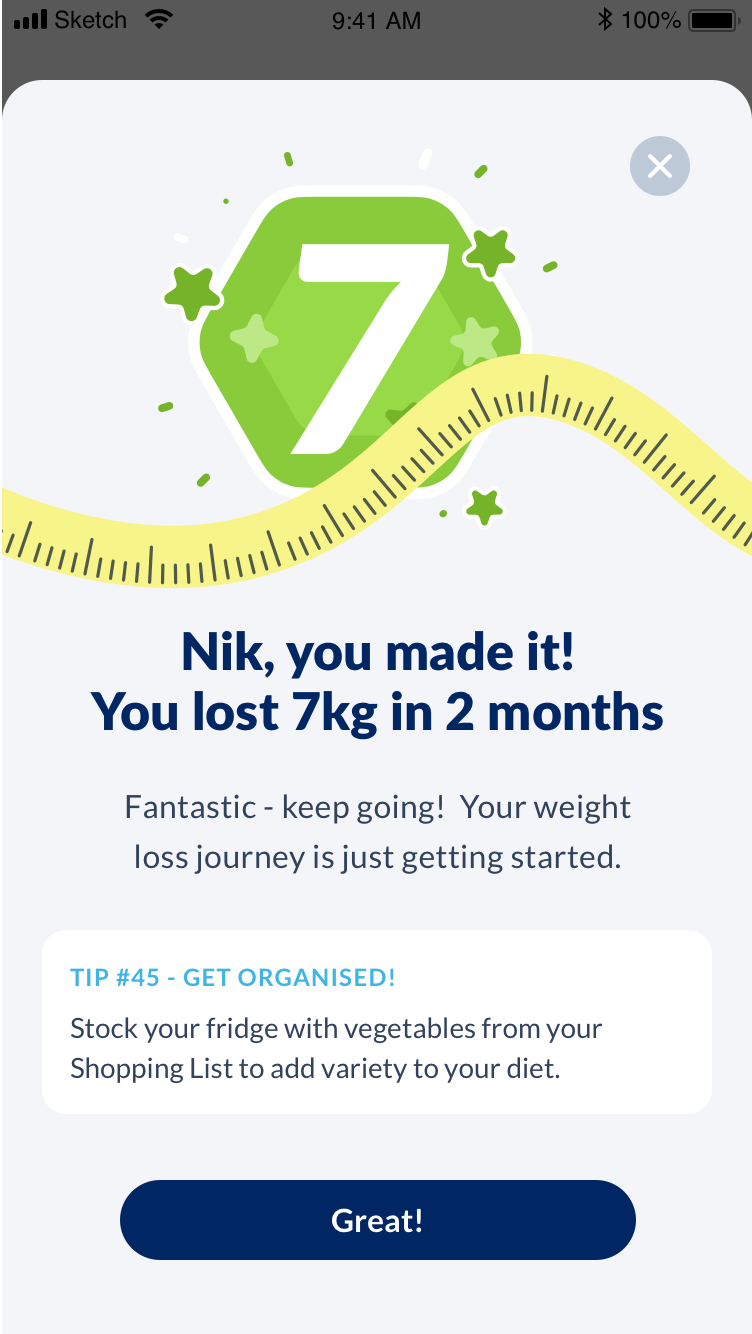 Sketch 9:41 AM 100%
7
Nik, you made it!
You lost 7kg in 2 months
Fantastic - keep going! Your weight
loss journey is just getting started.
TIP #45 - GET ORGANISED!
Stock your fridge with vegetables from your
Shopping List to add variety to your diet.
Great!